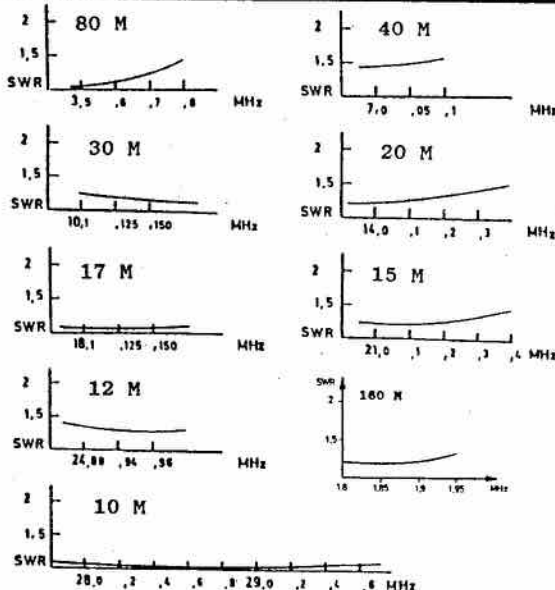 2
80 M
1,5
SWR
3,5 ,6 ,7 ,8 MHz
2
40 M
1,5
SWR
7,0 ,05 ,1 MHz
2
30 M
1,5
SWR
10,1 ,125 ,150 MHz
2
20 M
1,5
SWR
14,0 ,1 ,2 ,3 MHz
2
17 M
1,5
SWR
18,1 ,125 ,150 MHz
2
15 M
1,5
SWR
21,0 ,1 ,2 ,3 ,4 MHz
2
12 M
1,5
SWR
24,89 ,94 ,96 MHz
SWR
160 M
2
1,5
1,8 1,85 1,9 1,95
MHz
10 M
2
1,5
SWR
28,0 ,2 ,4 ,6 ,8 29,0 ,2 ,4 ,6 MHz